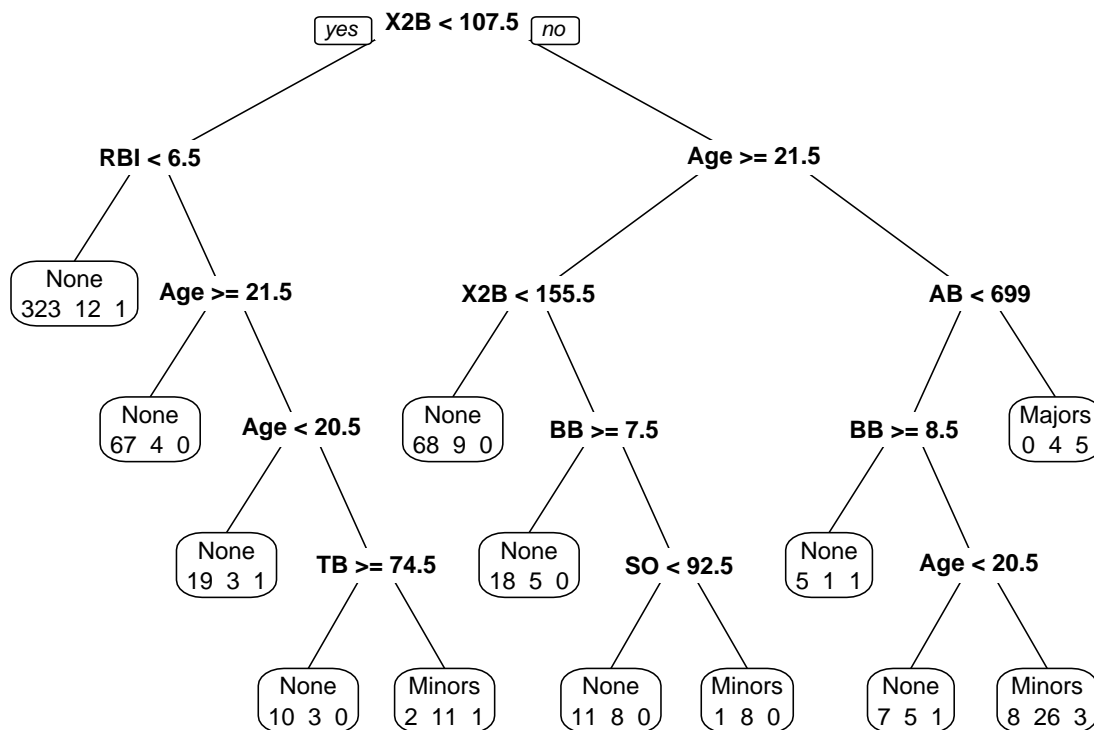 yes X2B < 107.5 no
RBI < 6.5 Age >= 21.5
None
323 12 1
Age >= 21.5 X2B < 155.5 AB < 699
None None Majors
67 4 0 68 9 0 0 4 5
Age < 20.5 BB >= 7.5 BB >= 8.5
None None None
19 3 1 18 5 0 5 1 1
TB >= 74.5 SO < 92.5 Age < 20.5
None Minors None Minors None Minors
10 3 0 2 11 1 11 8 0 1 8 0 7 5 1 8 26 3